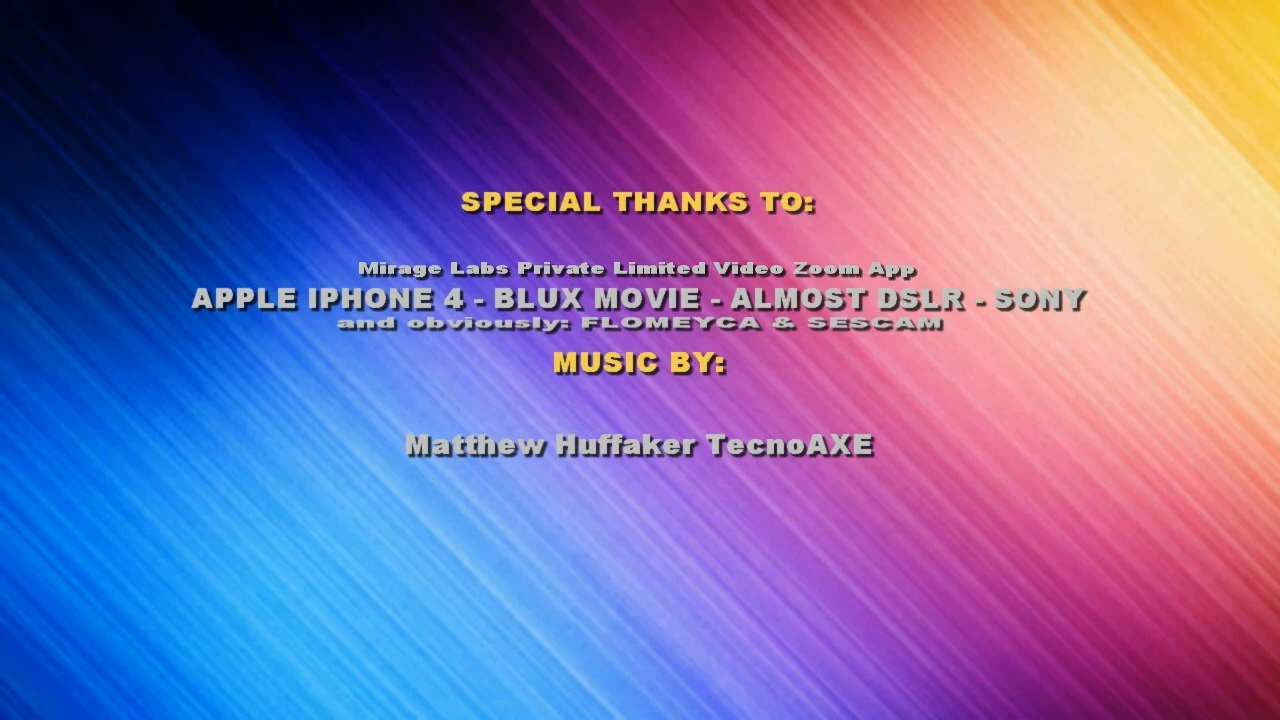 SPECIAL THANKS TO:
Mirage Labs Private Limited Video Zoom App
APPLE IPHONE 4 - BLUX MOVIE - ALMOST DSLR - SONY
and obviously: FLOMEYCA & SESCAM
MUSIC BY:
Matthew Huffaker TecnoAXE